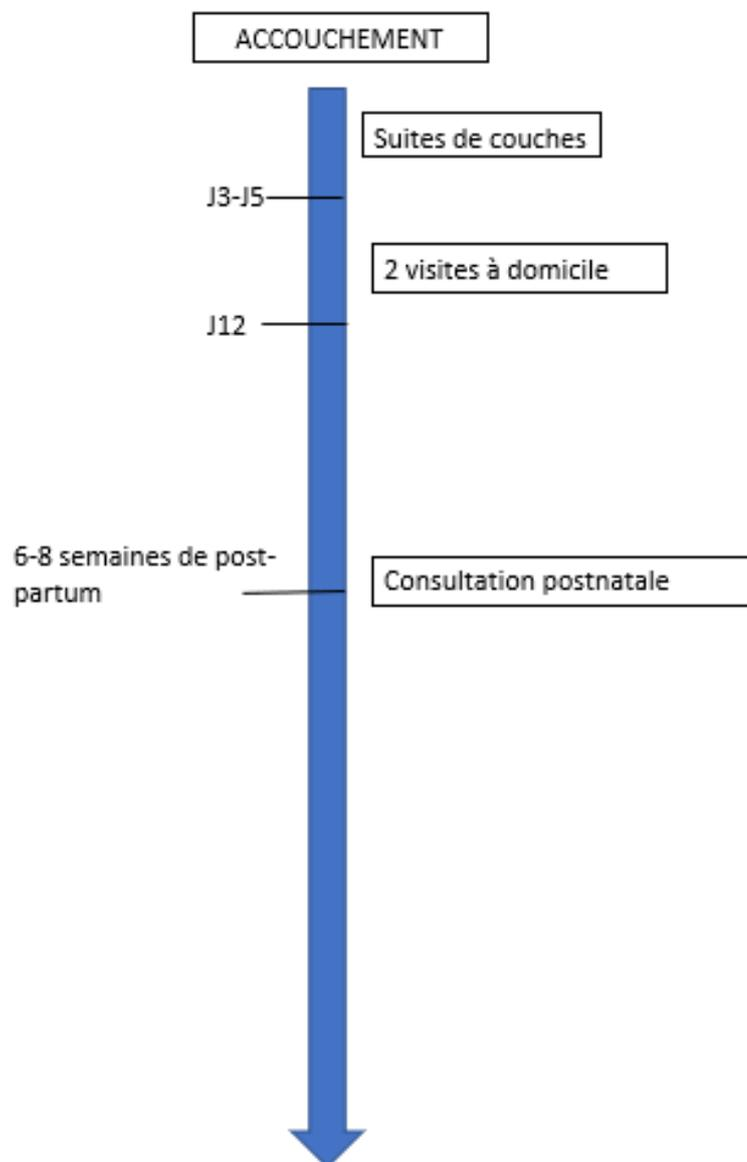 ACCOUCHEMENT
Suites de couches
J3-J5
2 visites à domicile
J12
6-8 semaines de post-
partum
Consultation postnatale